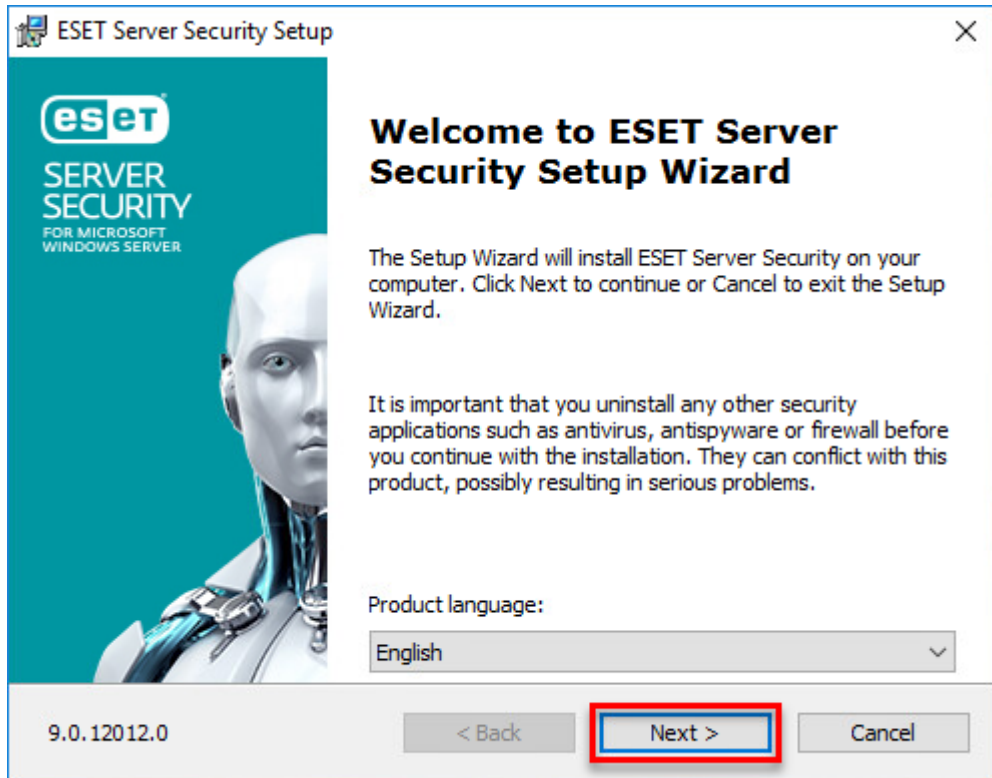 ESET Server Security Setup
eset
SERVER
SECURITY
FOR MICROSOFT
WINDOWS SERVER
Welcome to ESET Server
Security Setup Wizard
The Setup Wizard will install ESET Server Security on your
computer. Click Next to continue or Cancel to exit the Setup
Wizard.
It is important that you uninstall any other security
applications such as antivirus, antispyware or firewall before
you continue with the installation. They can conflict with this
product, possibly resulting in serious problems.
Product language:
English
9.0.12012.0
< Back
Next >
Cancel